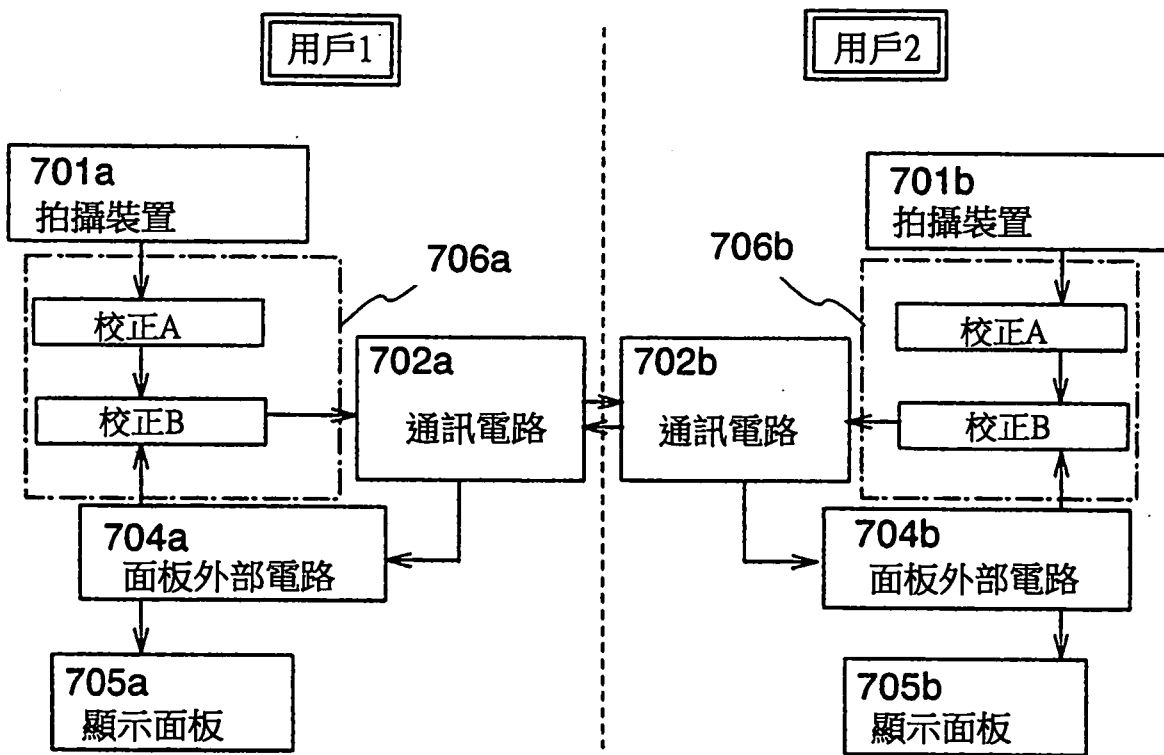 用戶1
用戶2
701a
拍攝裝置
706a
校正A
校正B
702a
通訊電路
704a
面板外部電路
705a
顯示面板
701b
拍攝裝置
706b
校正A
校正B
702b
通訊電路
704b
面板外部電路
705b
顯示面板